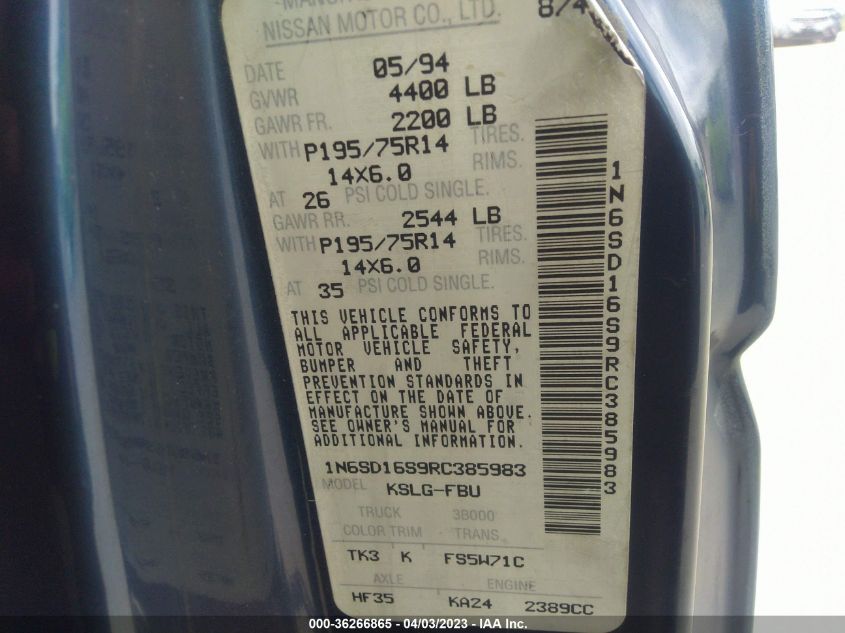 NISSAN MOTOR CO., LTD.
DATE 05/94
GVWR 4400 LB
GAWR FR. 2200 LB
WITH P195/75R14 TIRES.
14X6.0 RIMS.
AT 26 PSI COLD SINGLE.
GAWR RR. 2544 LB
WITH P195/75R14 TIRES.
14X6.0 RIMS.
AT 35 PSI COLD SINGLE.
THIS VEHICLE CONFORMS TO
ALL APPLICABLE FEDERAL
MOTOR VEHICLE SAFETY,
BUMPER AND THEFT
PREVENTION STANDARDS IN
EFFECT ON THE DATE OF
MANUFACTURE SHOWN ABOVE.
SEE OWNER'S MANUAL FOR
ADDITIONAL INFORMATION.
1N6SD16S9RC385983
MODEL KSLG-FBU
TRUCK 3B000
COLOR TRIM TRANS.
TK3 K FS5W71C
AXLE ENGINE
HF35 KA24 2389CC
1N6SD16S9RC385983
000-36266865 - 04/03/2023 - IAA Inc.